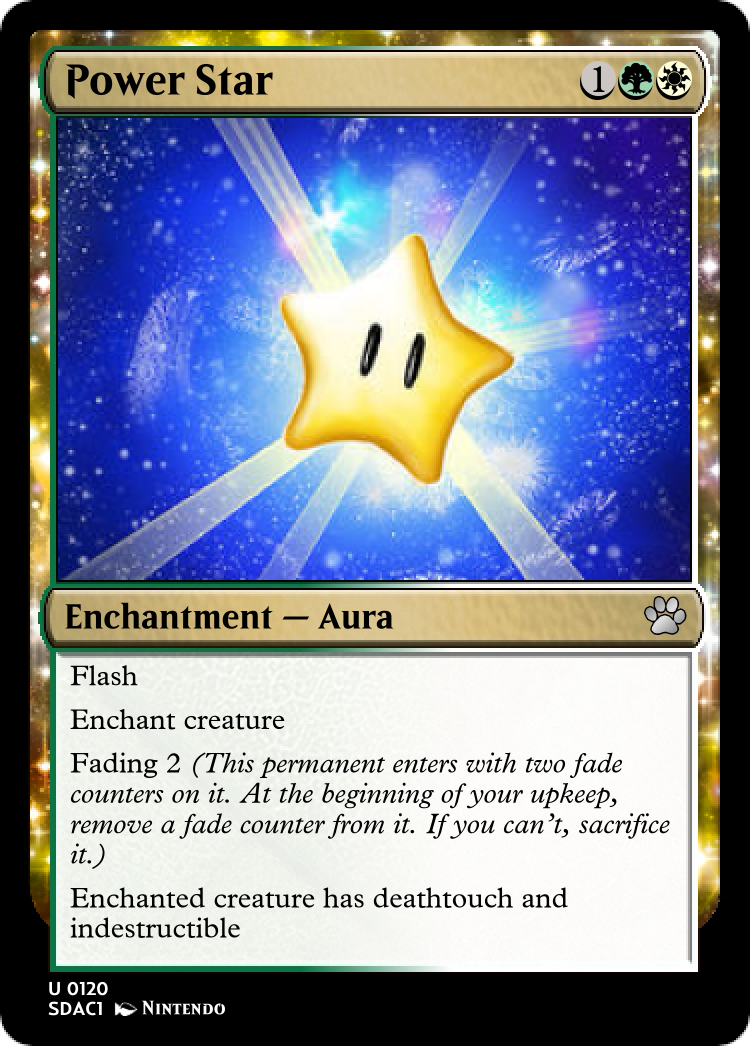 Power Star
1
Enchantment — Aura
Flash
Enchant creature
Fading 2 (This permanent enters with two fade
counters on it. At the beginning of your upkeep,
remove a fade counter from it. If you can't, sacrifice
it.)
Enchanted creature has deathtouch and
indestructible
U 0120
SDAC1 NINTENDO